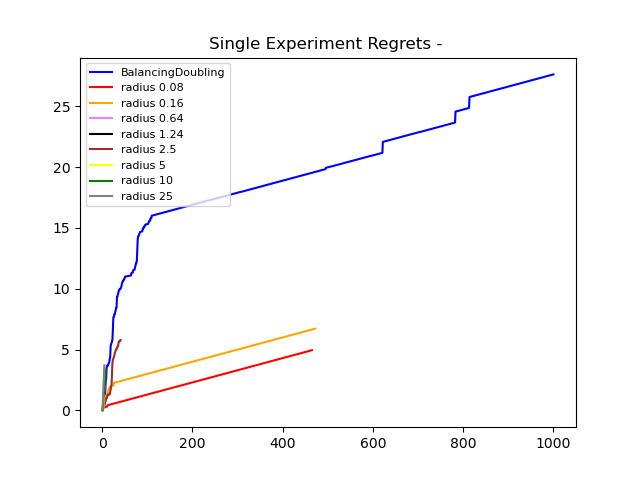 Single Experiment Regrets -
BalancingDoubling
radius 0.08
radius 0.16
radius 0.64
radius 1.24
radius 2.5
radius 5
radius 10
radius 25
25
20
15
10
5
0
0 200 400 600 800 1000